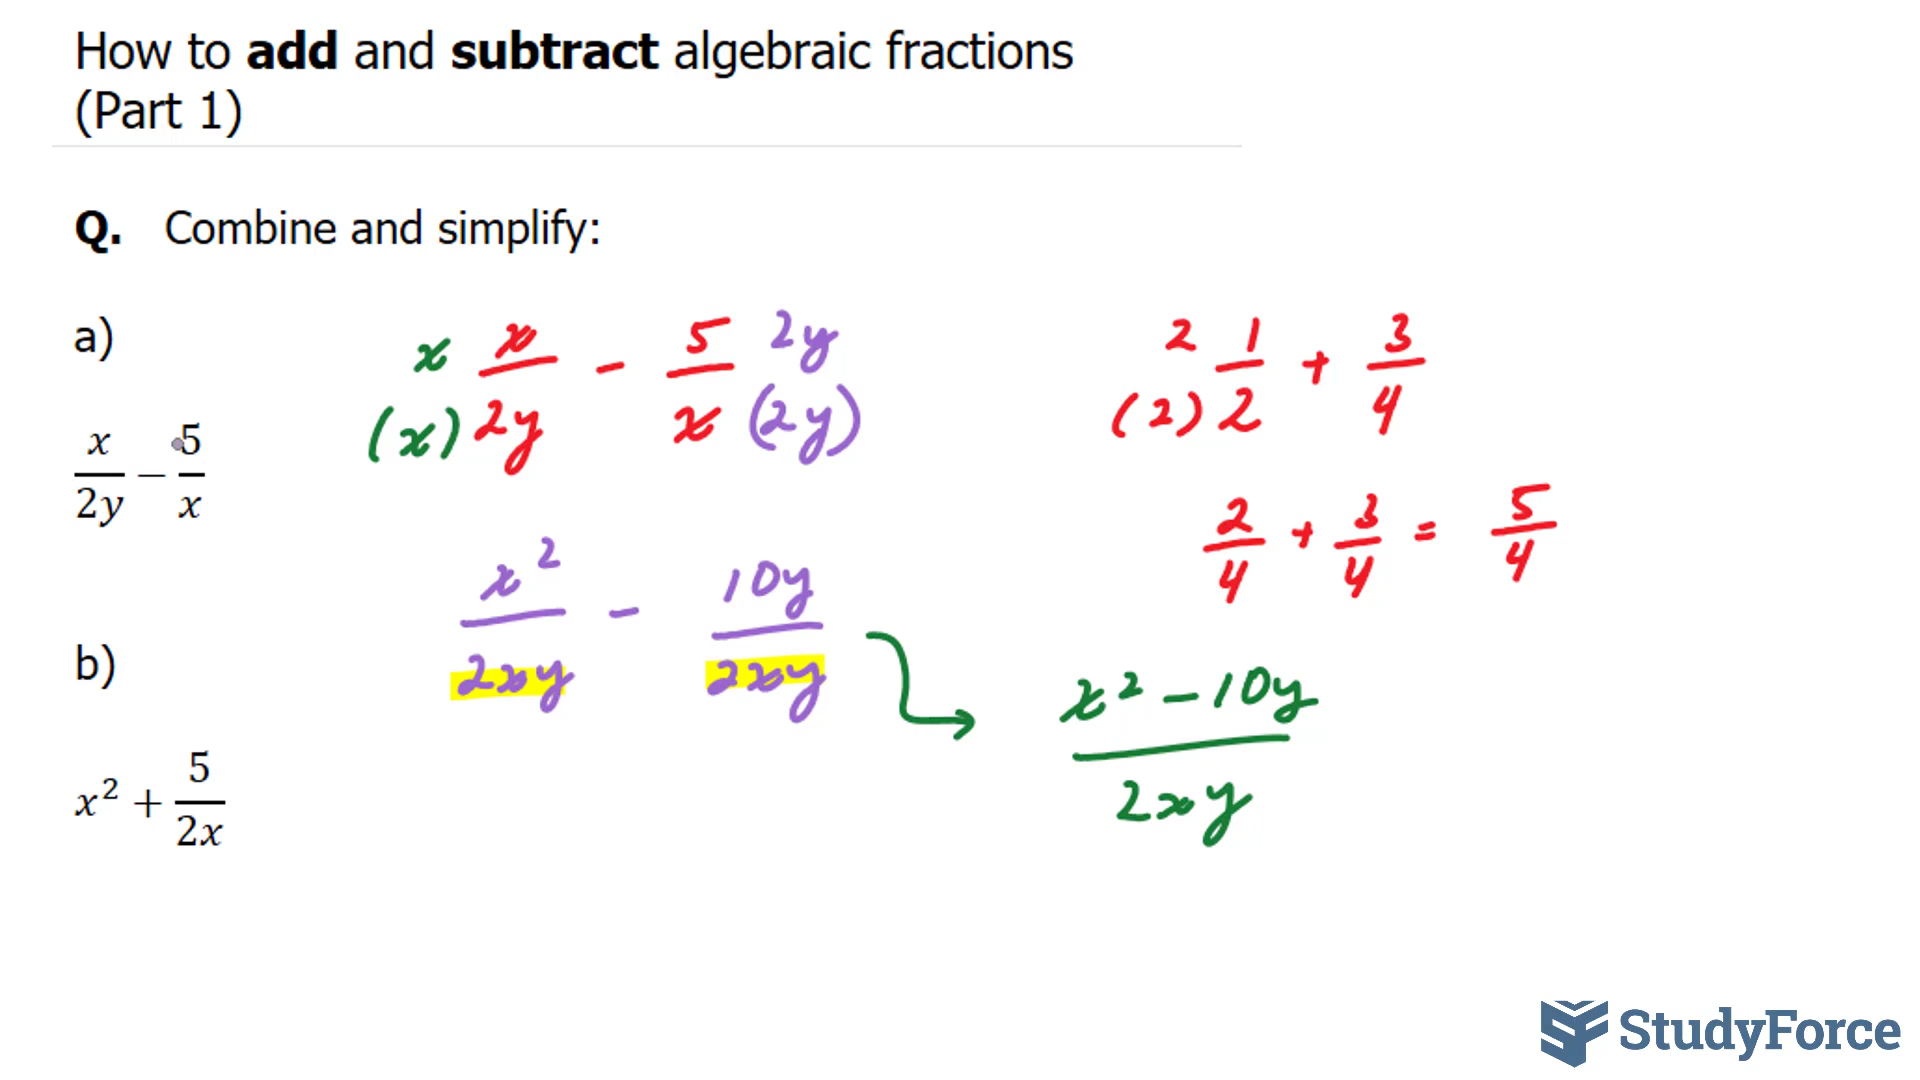 How to add and subtract algebraic fractions
(Part 1)
Q. Combine and simplify:
a)
x/2y − 5/x
b)
x² + 5/2x
x x/(x)2y − 5 2y/x(2y)
x²/2xy − 10y/2xy
2 1/(2)2 + 3/4
2/4 + 3/4 = 5/4
x² − 10y/2xy
StudyForce